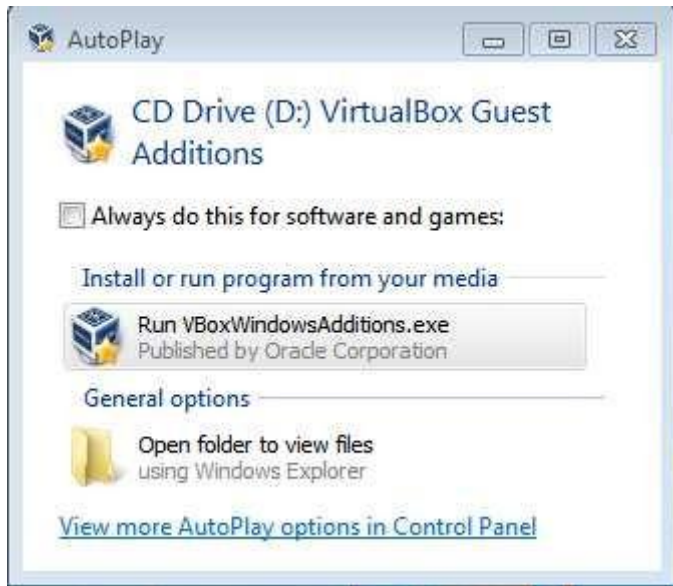 AutoPlay
CD Drive (D:) VirtualBox Guest
Additions
Always do this for software and games:
Install or run program from your media
Run VBoxWindowsAdditions.exe
Published by Oracle Corporation
General options
Open folder to view files
using Windows Explorer
View more AutoPlay options in Control Panel